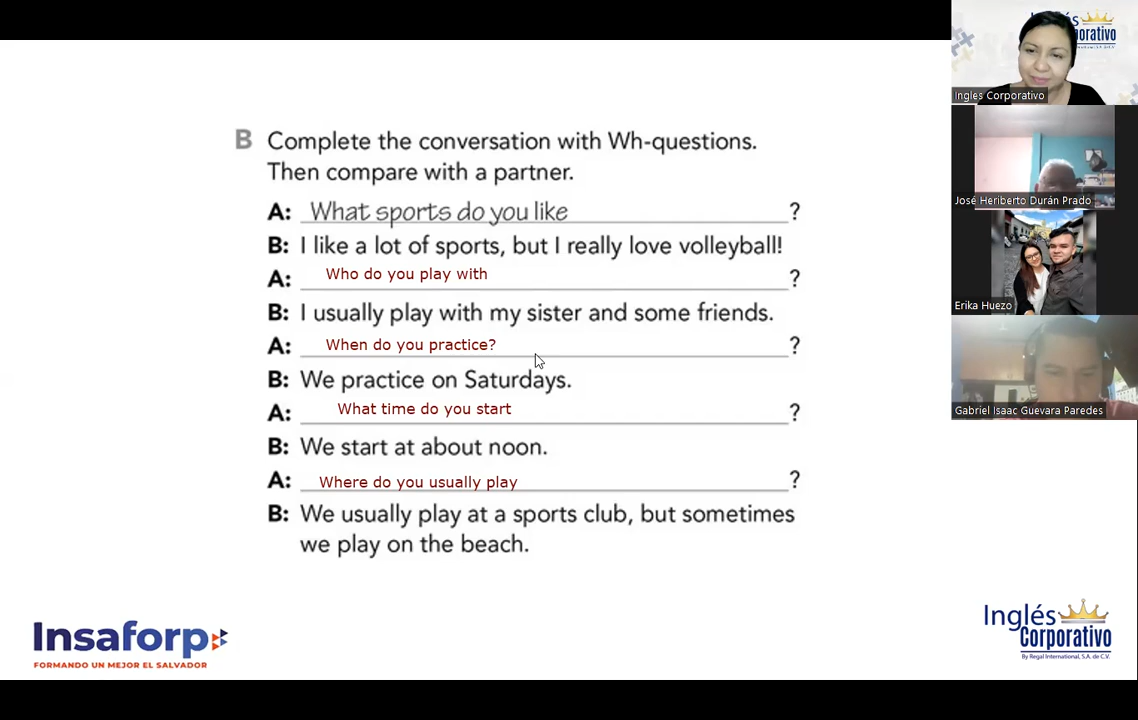 B Complete the conversation with Wh-questions.
Then compare with a partner.
A: What sports do you like ?
B: I like a lot of sports, but I really love volleyball!
A: Who do you play with ?
B: I usually play with my sister and some friends.
A: When do you practice? ?
B: We practice on Saturdays.
A: What time do you start ?
B: We start at about noon.
A: Where do you usually play ?
B: We usually play at a sports club, but sometimes
we play on the beach.
Insaforp
FORMANDO UN MEJOR EL SALVADOR
Inglés
Corporativo
By Regal International, S.A. de C.V.
Ingles Corporativo
José Heriberto Durán Prado
Erika Huezo
Gabriel Isaac Guevara Paredes